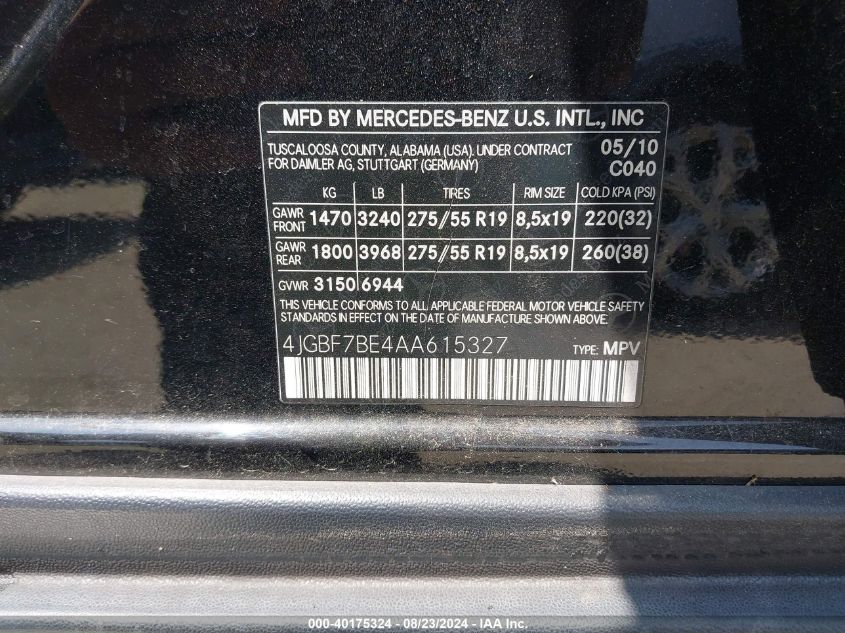 MFD BY MERCEDES-BENZ U.S. INTL., INC
TUSCALOOSA COUNTY, ALABAMA (USA). UNDER CONTRACT 05/10
FOR DAIMLER AG, STUTTGART (GERMANY) C040
KG LB TIRES RIM SIZE COLD KPA (PSI)
GAWR FRONT 1470 3240 275/55 R19 8,5x19 220(32)
GAWR REAR 1800 3968 275/55 R19 8,5x19 260(38)
GVWR 3150 6944
THIS VEHICLE CONFORMS TO ALL APPLICABLE FEDERAL MOTOR VEHICLE SAFETY
STANDARDS IN EFFECT ON THE DATE OF MANUFACTURE SHOWN ABOVE.
4JGBF7BE4AA615327 TYPE: MPV
000-40175324 - 08/23/2024 - www.iaai.com